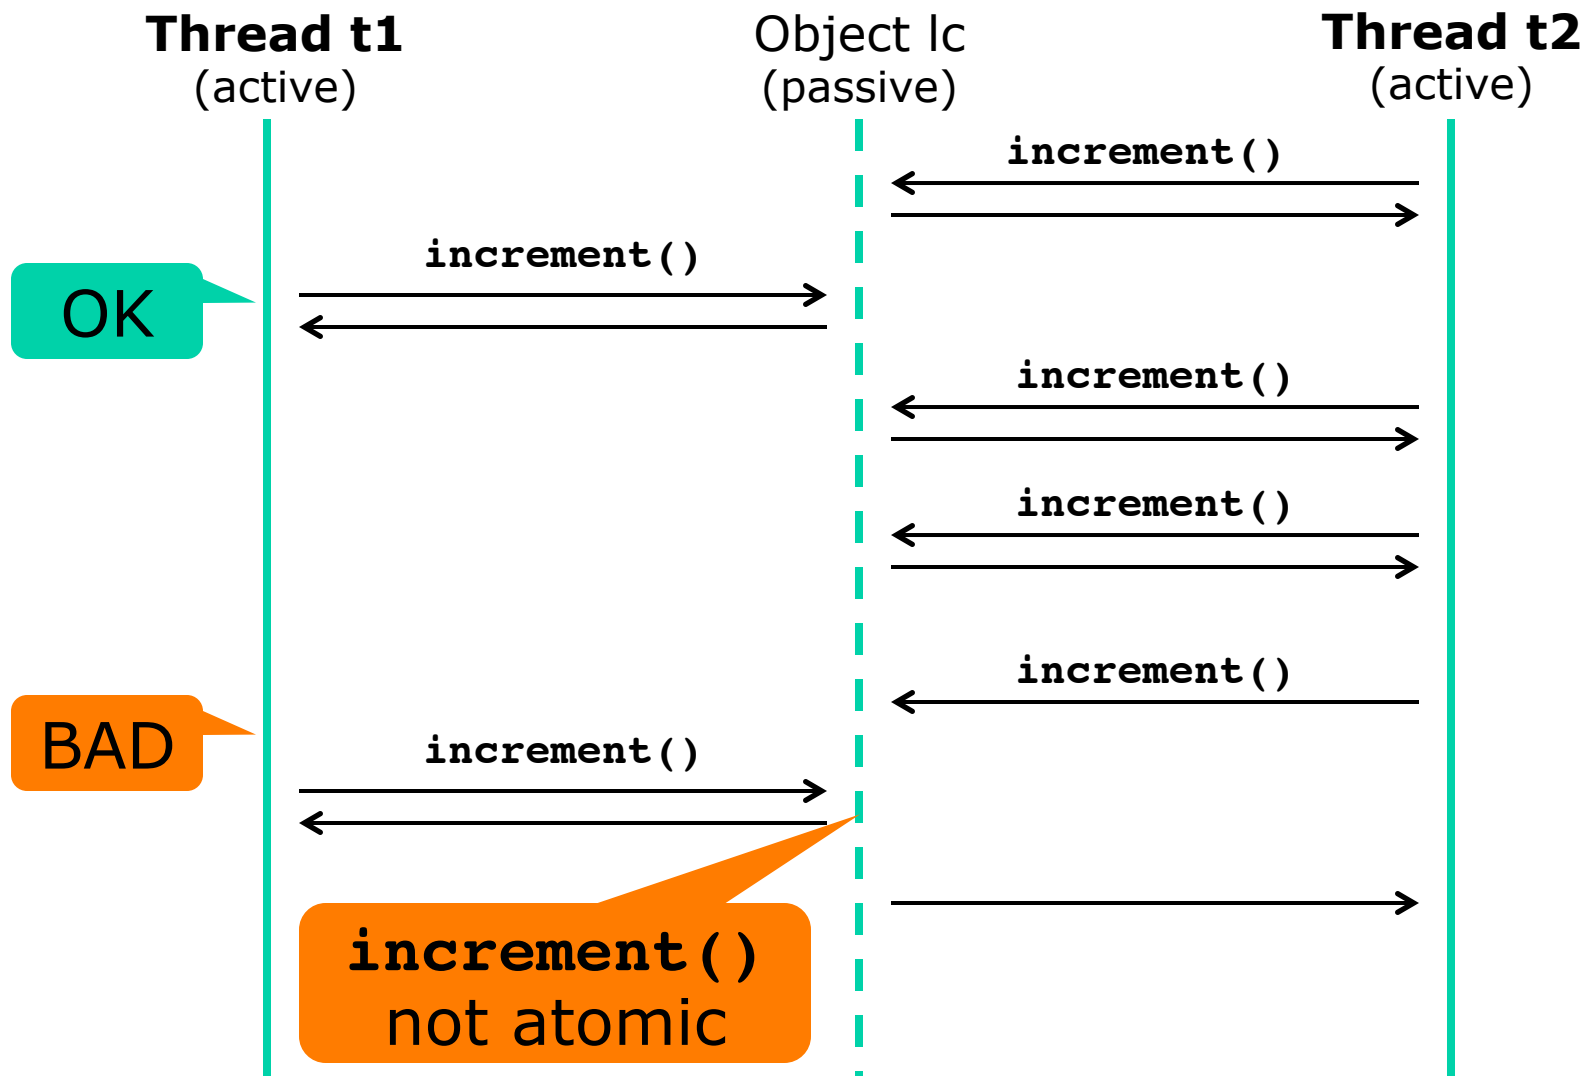 Thread t1
(active)
Object lc
(passive)
Thread t2
(active)
increment()
increment()
OK
increment()
increment()
increment()
BAD
increment()
increment()
not atomic